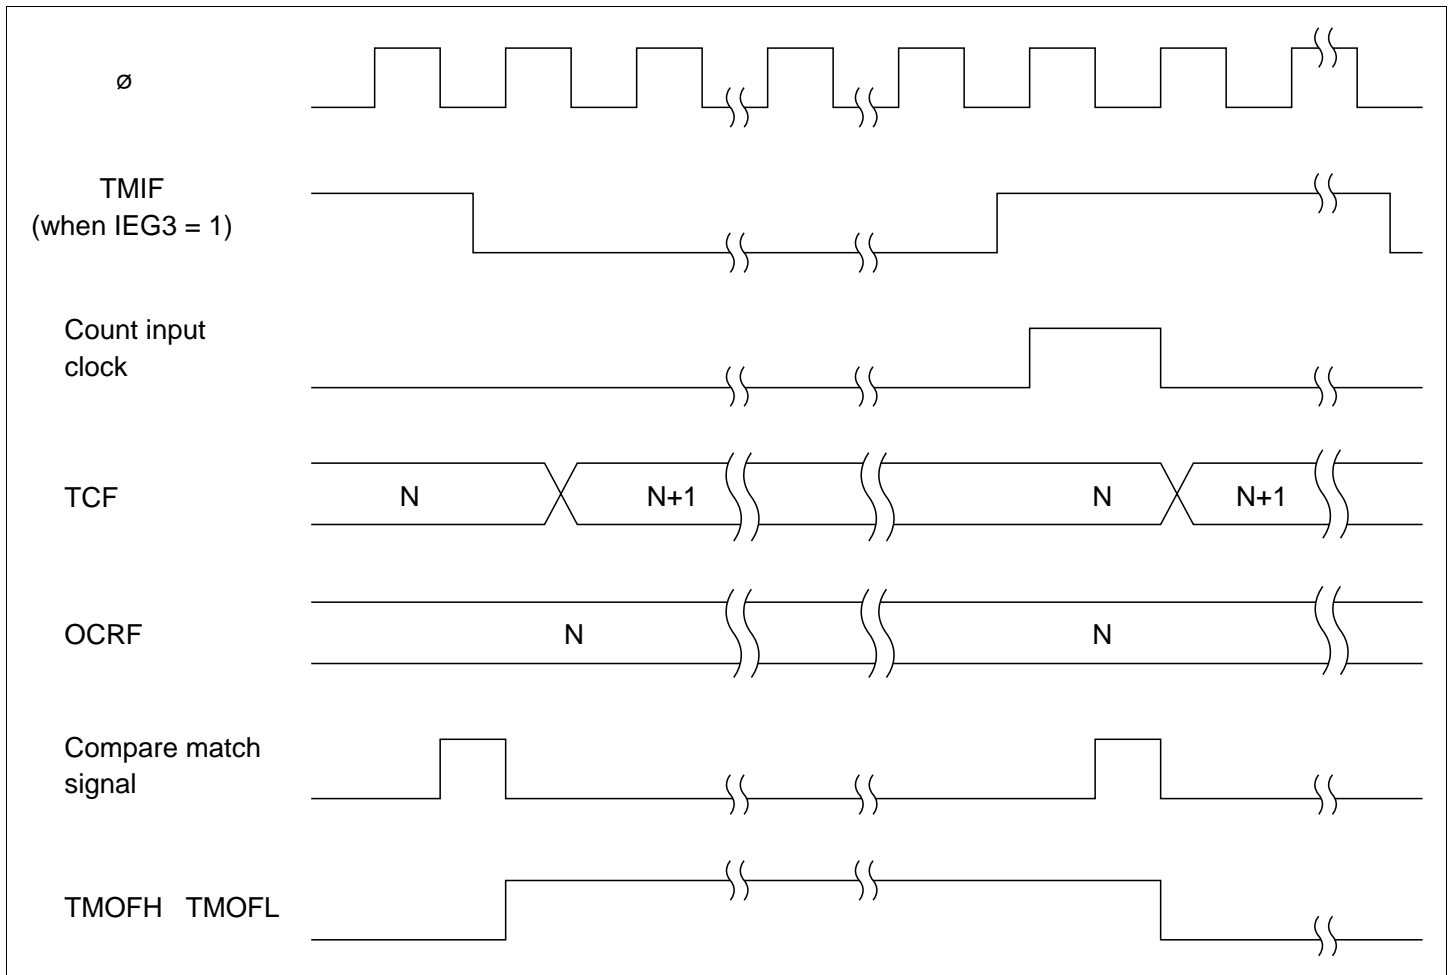 ø
TMIF
(when IEG3 = 1)
Count input
clock
TCF
N
N+1
N
N+1
OCRF
N
N
Compare match
signal
TMOFH TMOFL